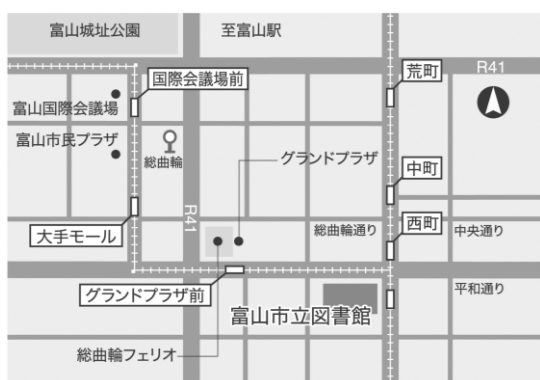 富山城址公園
至富山駅
R41
荒町
国際会議場前
富山国際会議場
富山市民プラザ
総曲輪
グランドプラザ
中町
R41
大手モール
総曲輪通り
西町
中央通り
グランドプラザ前
平和通り
富山市立図書館
総曲輪フェリオ